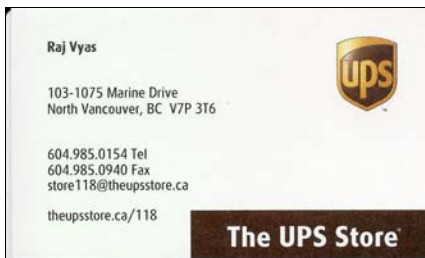 Raj Vyas
103-1075 Marine Drive
North Vancouver, BC V7P 3T6
604.985.0154 Tel
604.985.0940 Fax
store118@theupsstore.ca
theupsstore.ca/118
ups
The UPS Store